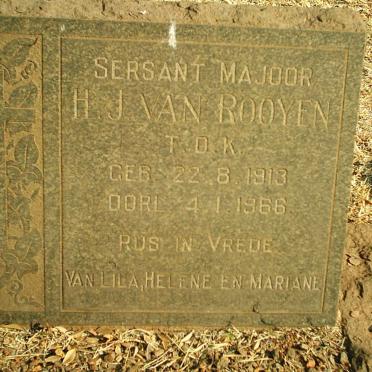 SERSANT MAJOOR
H. J. VAN ROOYEN
T. D. K.
GEB. 22. 8. 1913
OORL. 4. 1. 1966
RUS IN VREDE
VAN LILA, HELENE EN MARIANE